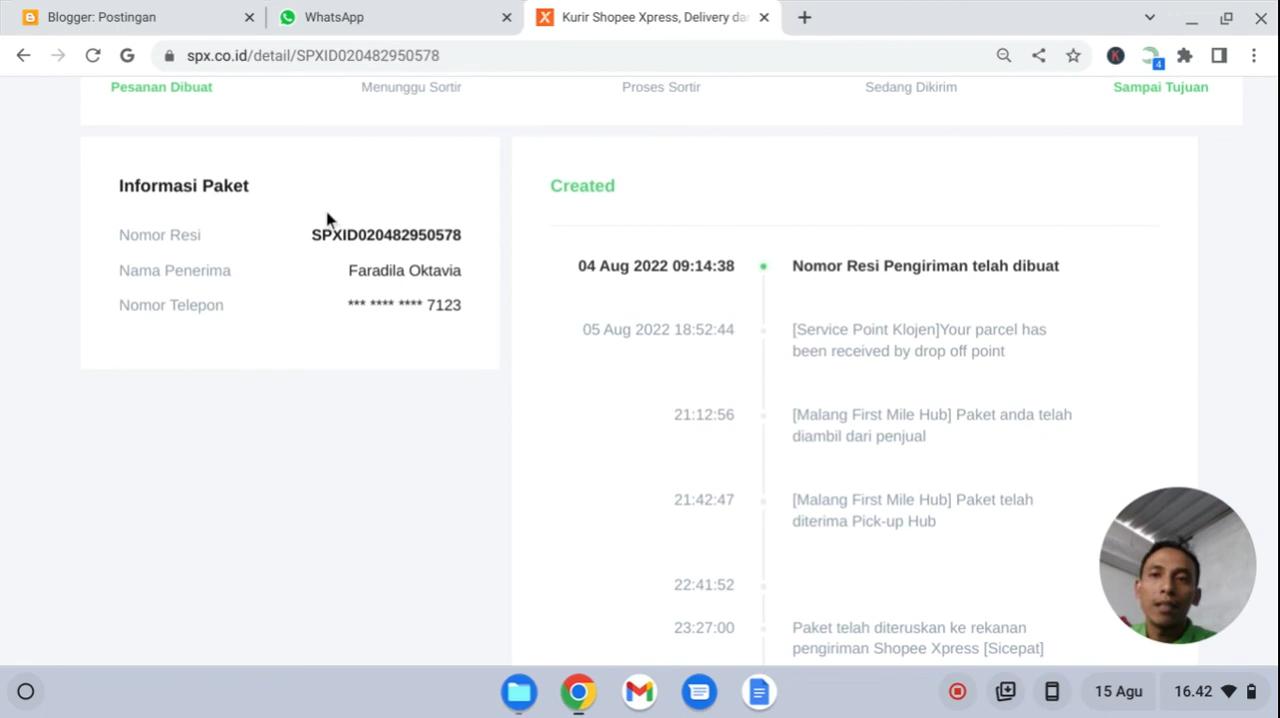 Blogger: Postingan
WhatsApp
Kurir Shopee Xpress, Delivery da
spx.co.id/detail/SPXID020482950578
4
Pesanan Dibuat
Menunggu Sortir
Proses Sortir
Sedang Dikirim
Sampai Tujuan
Informasi Paket
Nomor Resi SPXID020482950578
Nama Penerima Faradila Oktavia
Nomor Telepon *** **** **** 7123
Created
04 Aug 2022 09:14:38 Nomor Resi Pengiriman telah dibuat
05 Aug 2022 18:52:44 [Service Point Klojen]Your parcel has
been received by drop off point
21:12:56 [Malang First Mile Hub] Paket anda telah
diambil dari penjual
21:42:47 [Malang First Mile Hub] Paket telah
diterima Pick-up Hub
22:41:52
23:27:00 Paket telah diteruskan ke rekanan
pengiriman Shopee Xpress [Sicepat]
15 Agu 16.42